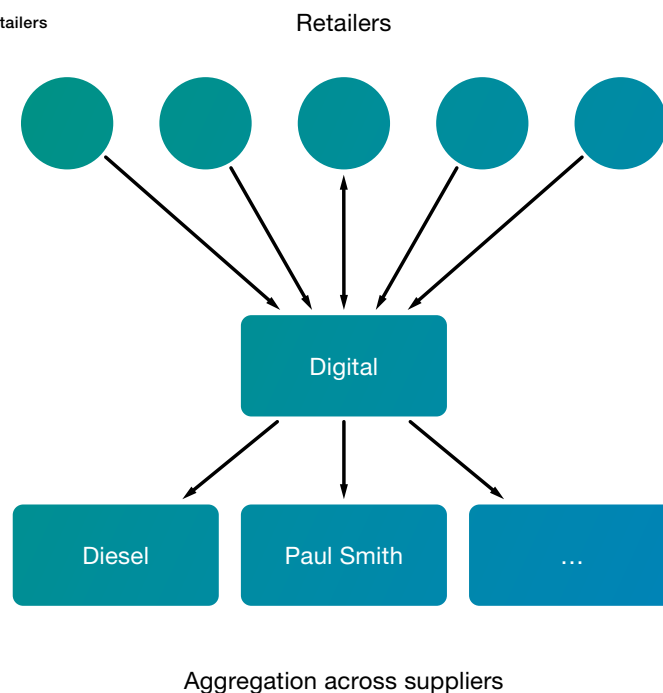 tailers
Retailers
Digital
Diesel
Paul Smith
...
Aggregation across suppliers